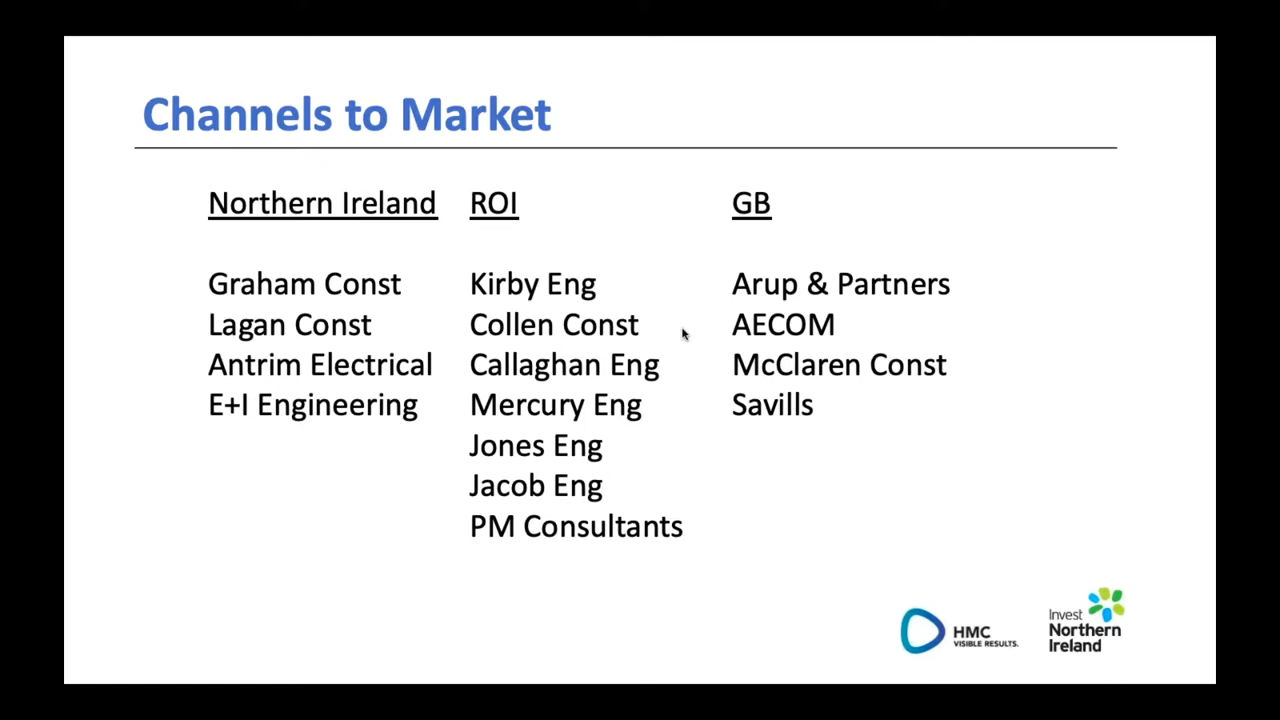 Channels to Market
Northern Ireland
Graham Const
Lagan Const
Antrim Electrical
E+I Engineering
ROI
Kirby Eng
Collen Const
Callaghan Eng
Mercury Eng
Jones Eng
Jacob Eng
PM Consultants
GB
Arup & Partners
AECOM
McClaren Const
Savills
HMC
VISIBLE RESULTS.
Invest
Northern
Ireland